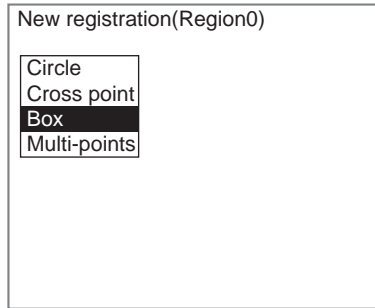 New registration(Region0)
Circle
Cross point
Box
Multi-points